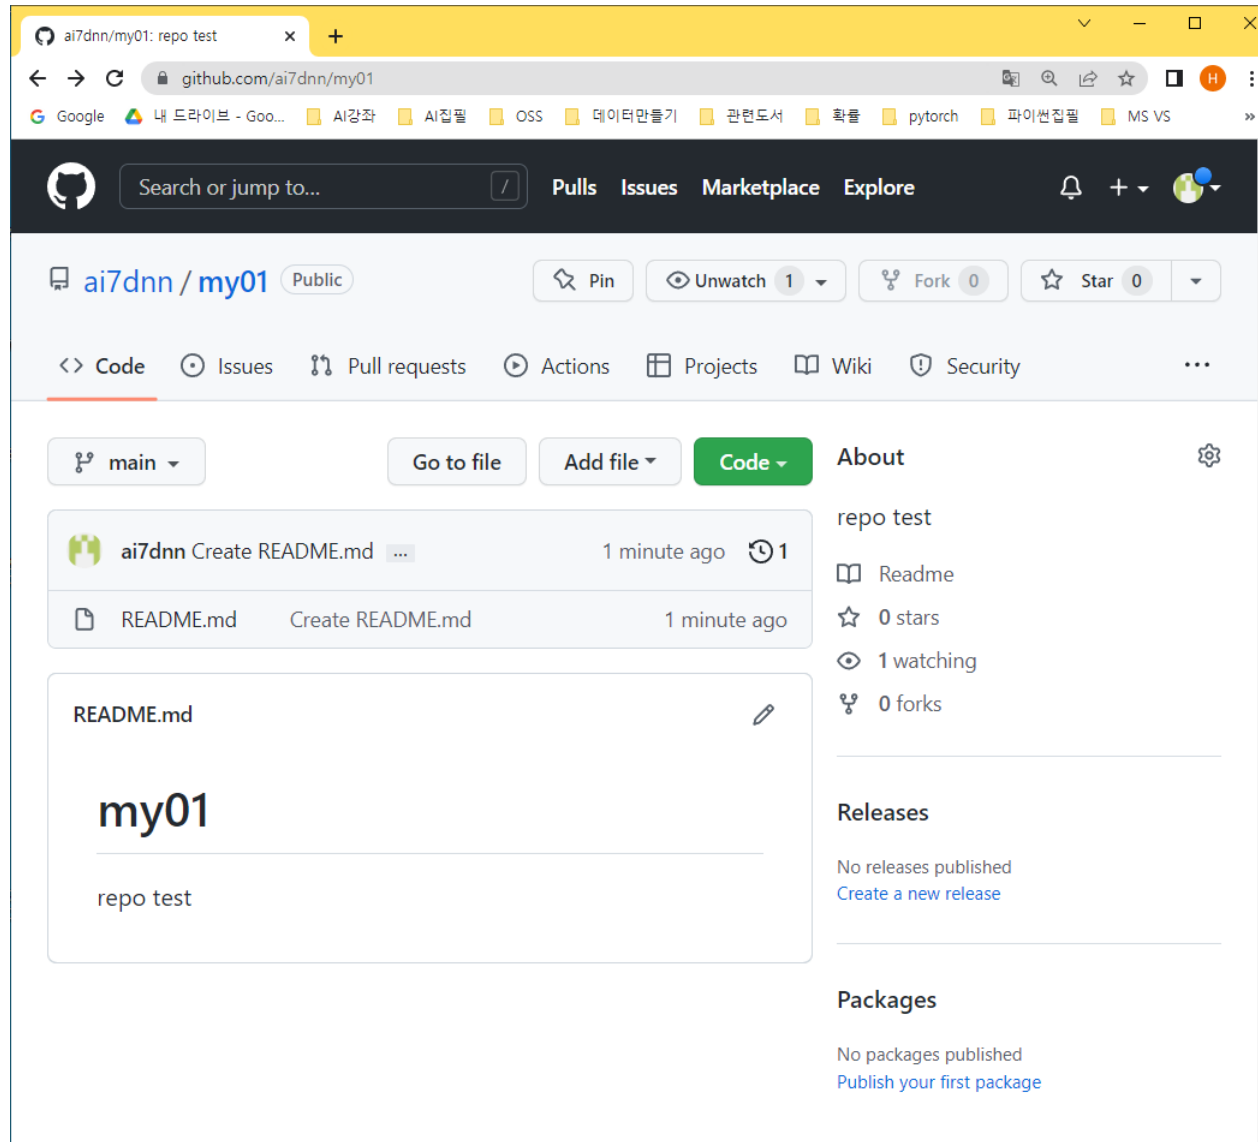 ai7dnn/my01: repo test
github.com/ai7dnn/my01
Google 내 드라이브 - Goo... AI강좌 AI집필 OSS 데이터만들기 관련도서 확률 pytorch 파이썬집필 MS VS »
Search or jump to... / Pulls Issues Marketplace Explore
ai7dnn / my01 Public Pin Unwatch 1 Fork 0 Star 0
Code Issues Pull requests Actions Projects Wiki Security ...
main Go to file Add file Code
ai7dnn Create README.md ... 1 minute ago 1
README.md Create README.md 1 minute ago
README.md
my01
repo test
About
repo test
Readme
0 stars
1 watching
0 forks
Releases
No releases published
Create a new release
Packages
No packages published
Publish your first package